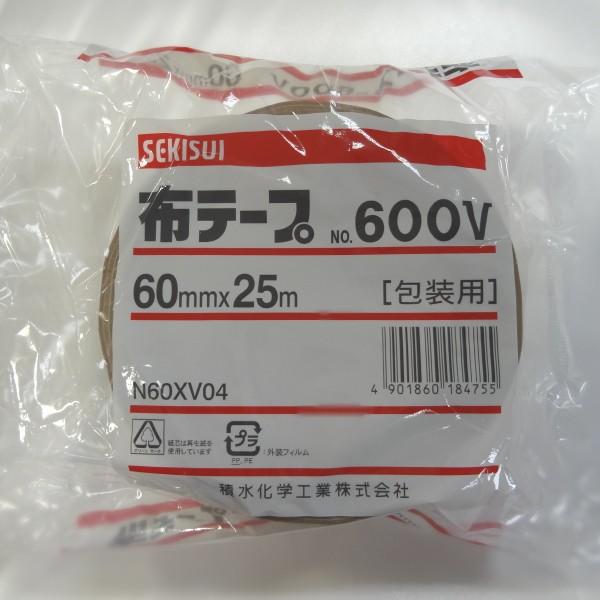 SEKISUI
布テープ NO. 600V
60mmx25m [包装用]
N60XV04
4 901860 184755
紙芯は再生紙を
使用しています
プラ :外装フィルム
PP, PE
積水化学工業株式会社